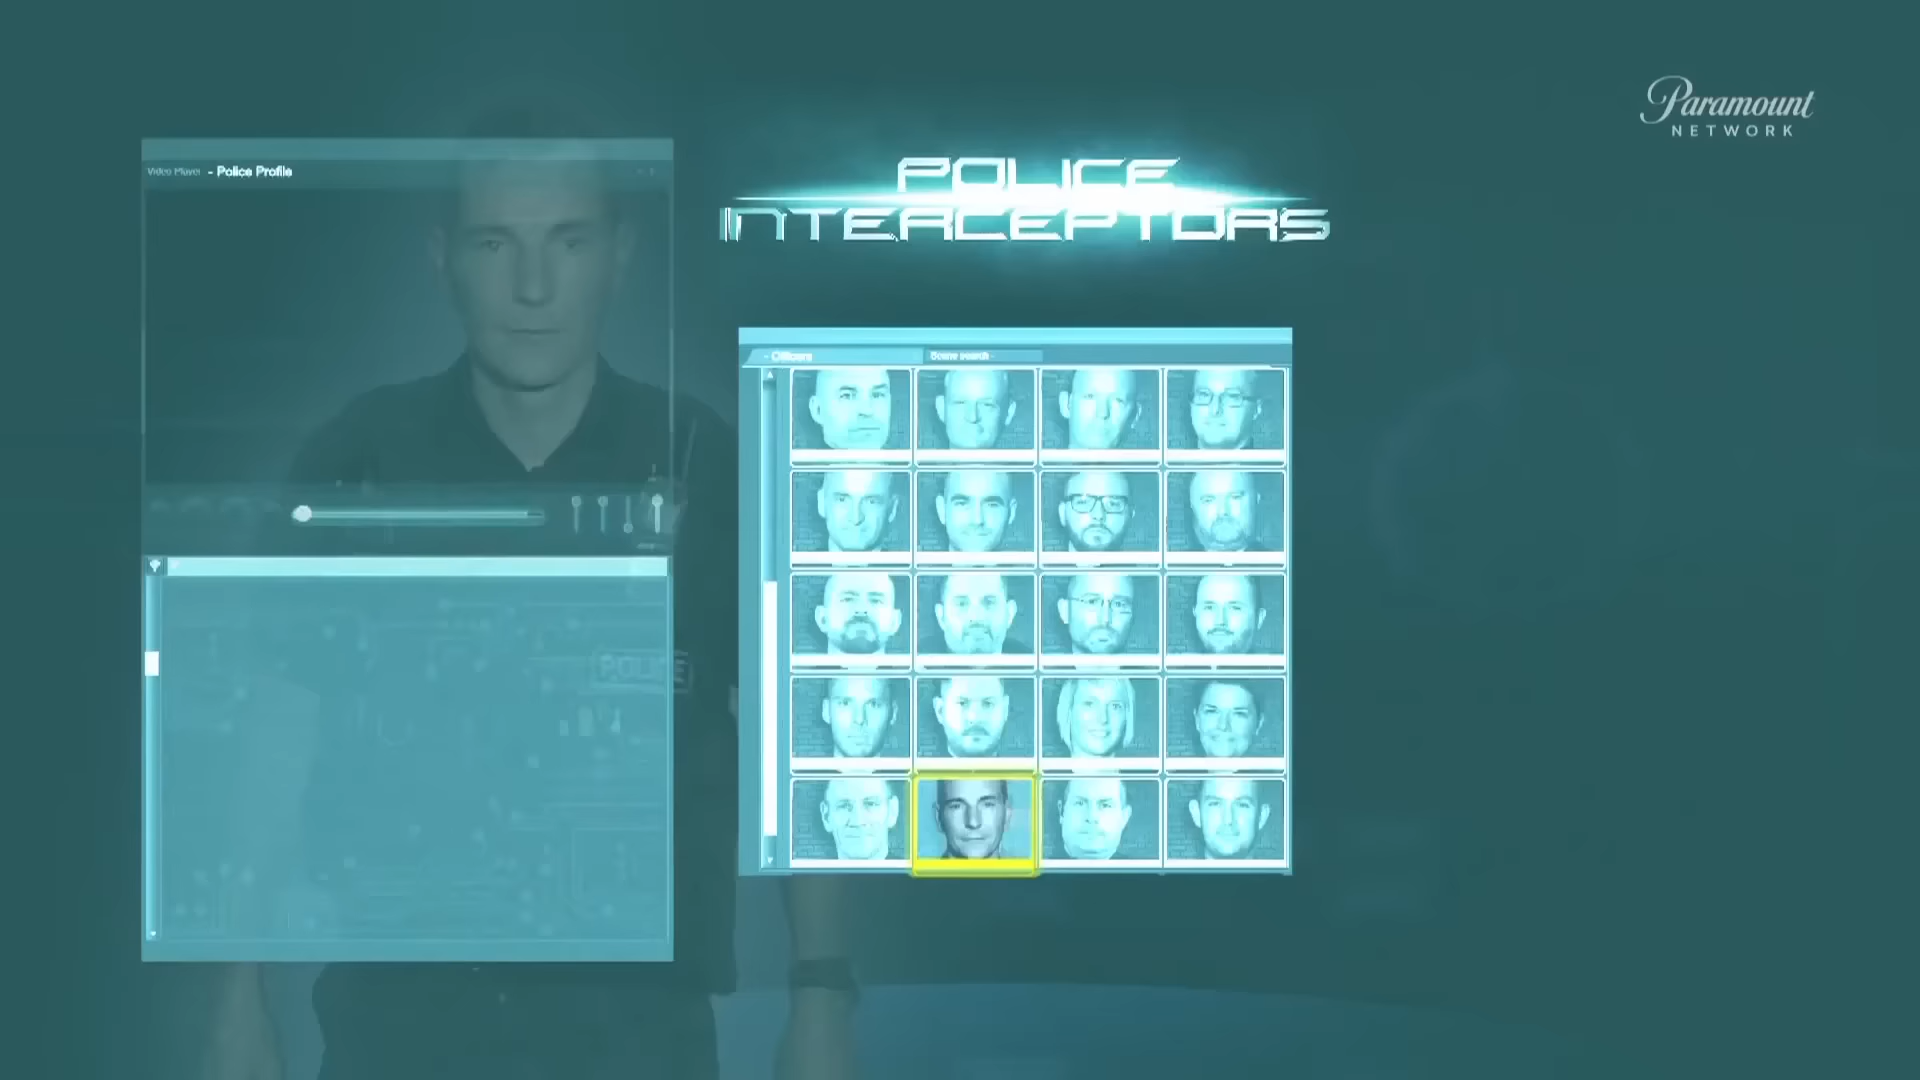 Paramount
NETWORK
Video Player - Police Profile
POLICE
INTERCEPTORS
- Officers
Scene search -
POLICE